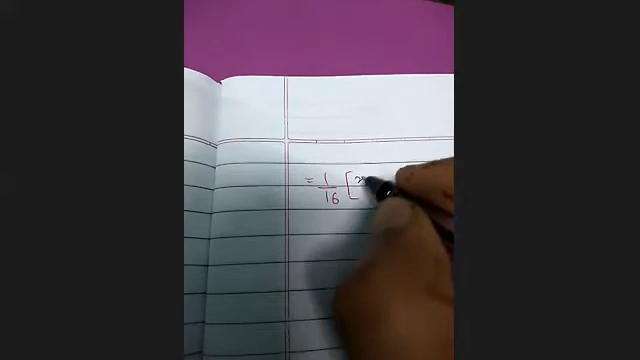 = 1/16 [